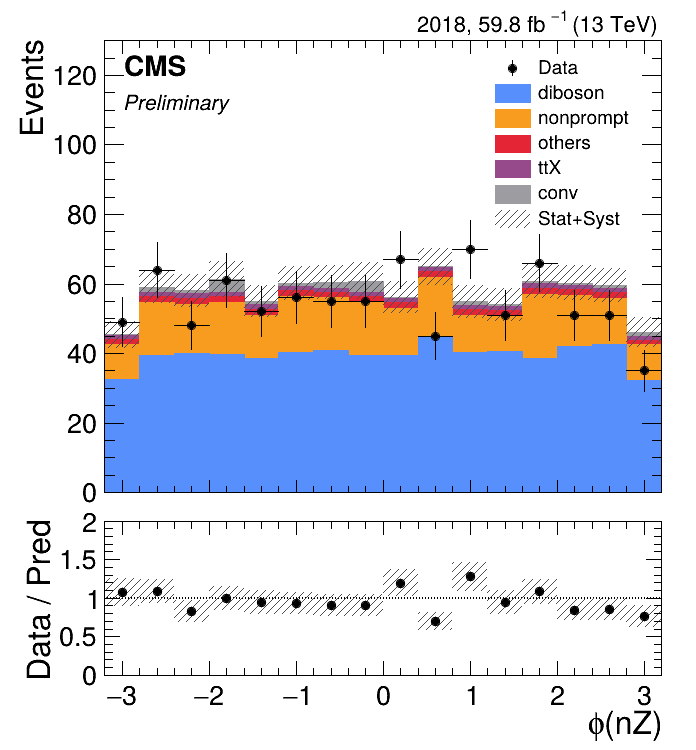 2018, 59.8 fb⁻¹ (13 TeV)
CMS
Preliminary
Events
120
100
80
60
40
20
0
Data
diboson
nonprompt
others
ttX
conv
Stat+Syst
Data / Pred
2
1.5
1
0.5
0
−3 −2 −1 0 1 2 3
ϕ(nZ)